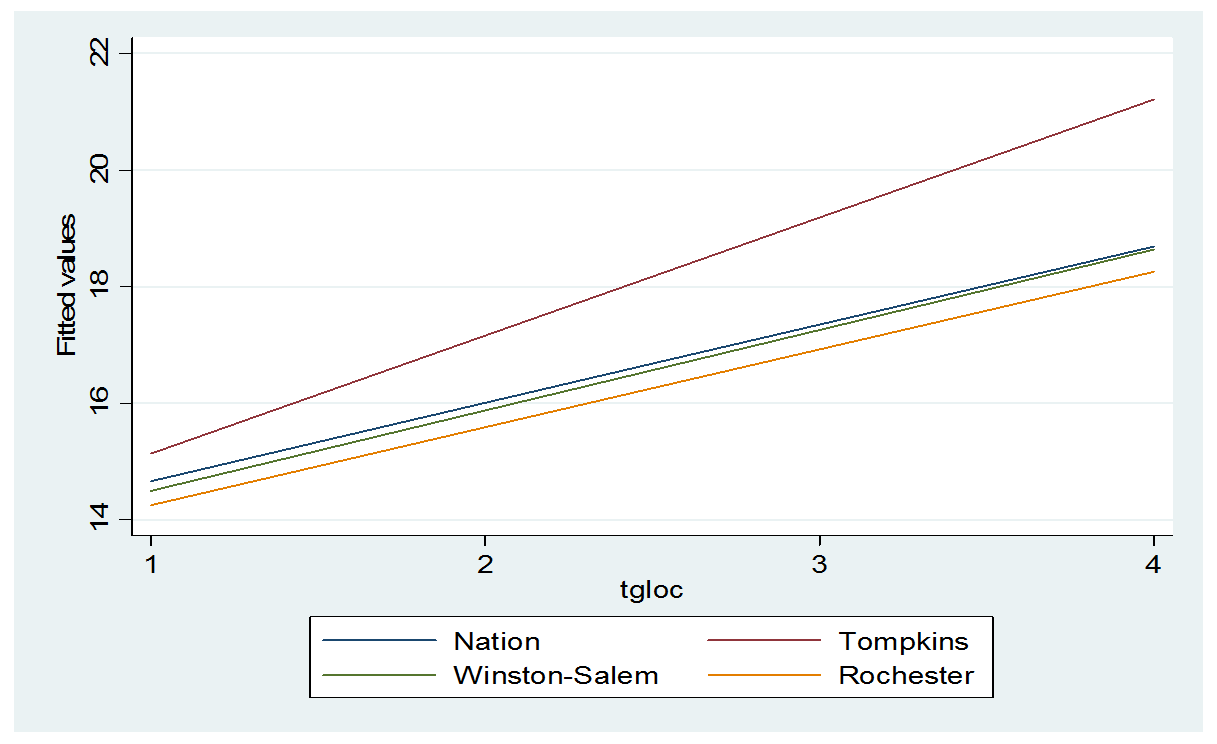 22
20
18
16
14
Fitted values
1 2 3 4
tgloc
Nation Tompkins
Winston-Salem Rochester